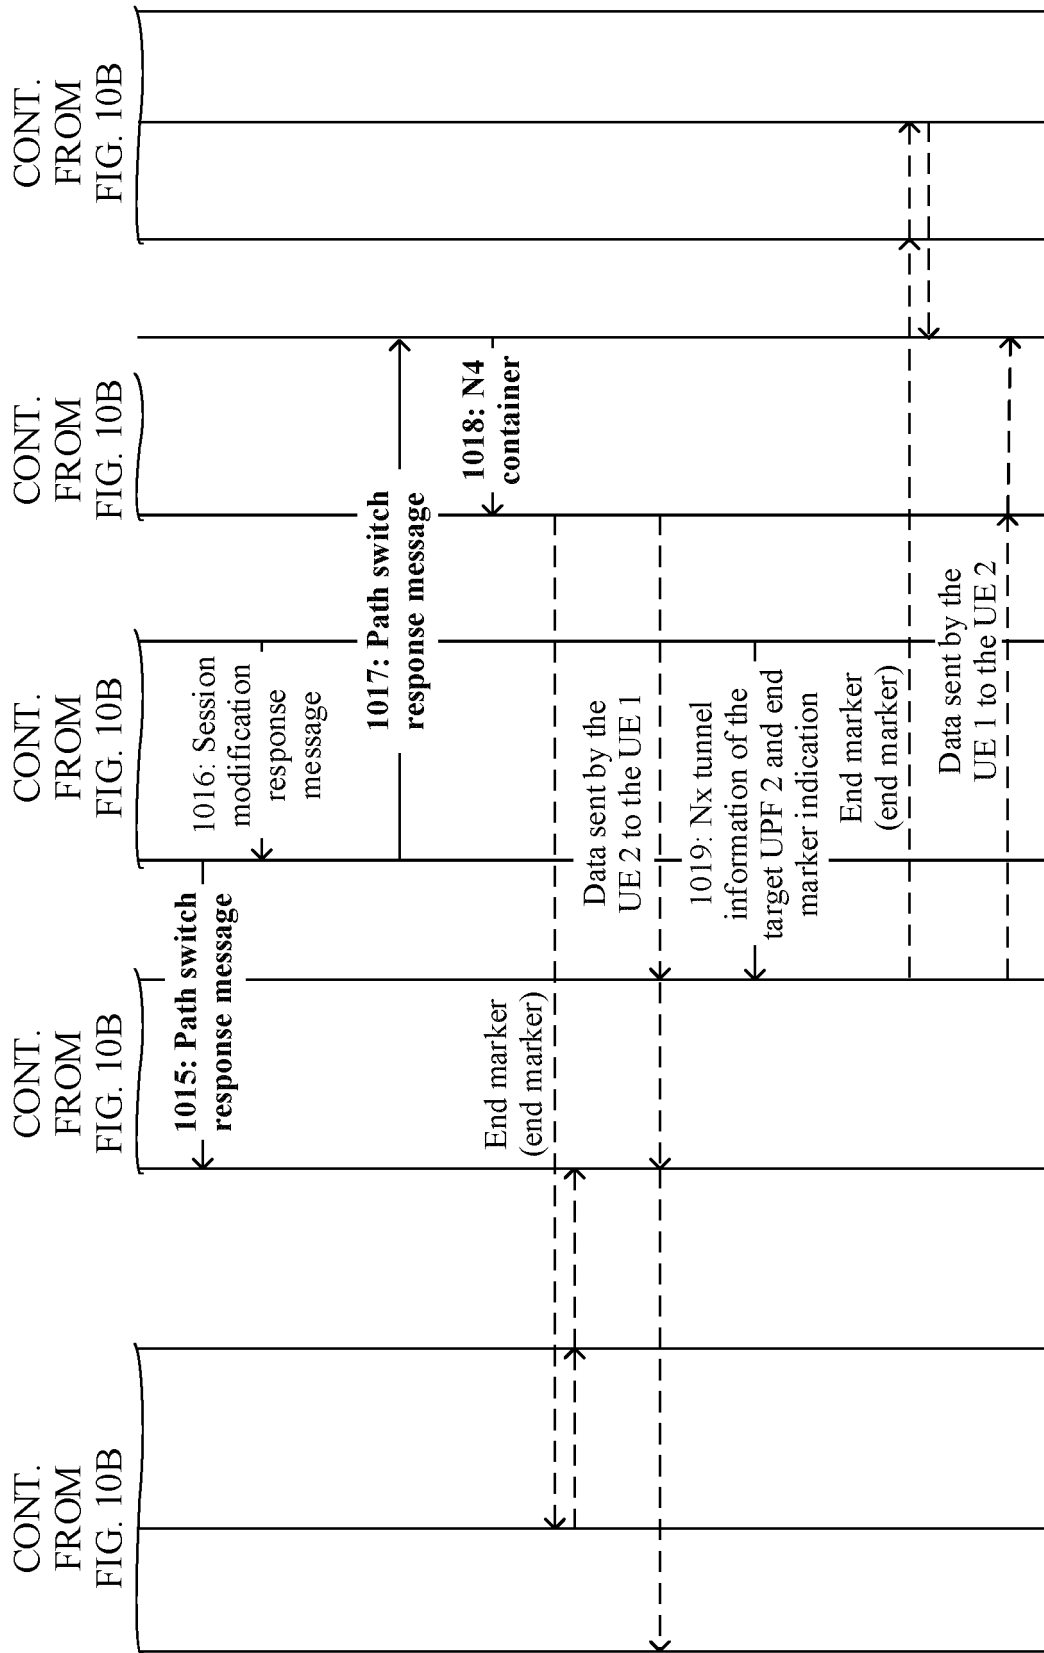 CONT.
FROM
FIG. 10B
CONT.
FROM
FIG. 10B
CONT.
FROM
FIG. 10B
CONT.
FROM
FIG. 10B
CONT.
FROM
FIG. 10B
1015: Path switch
response message
1016: Session
modification
response
message
1017: Path switch
response message
1018: N4
container
End marker
(end marker)
Data sent by the
UE 2 to the UE 1
1019: Nx tunnel
information of the
target UPF 2 and end
marker indication
End marker
(end marker)
Data sent by the
UE 1 to the UE 2